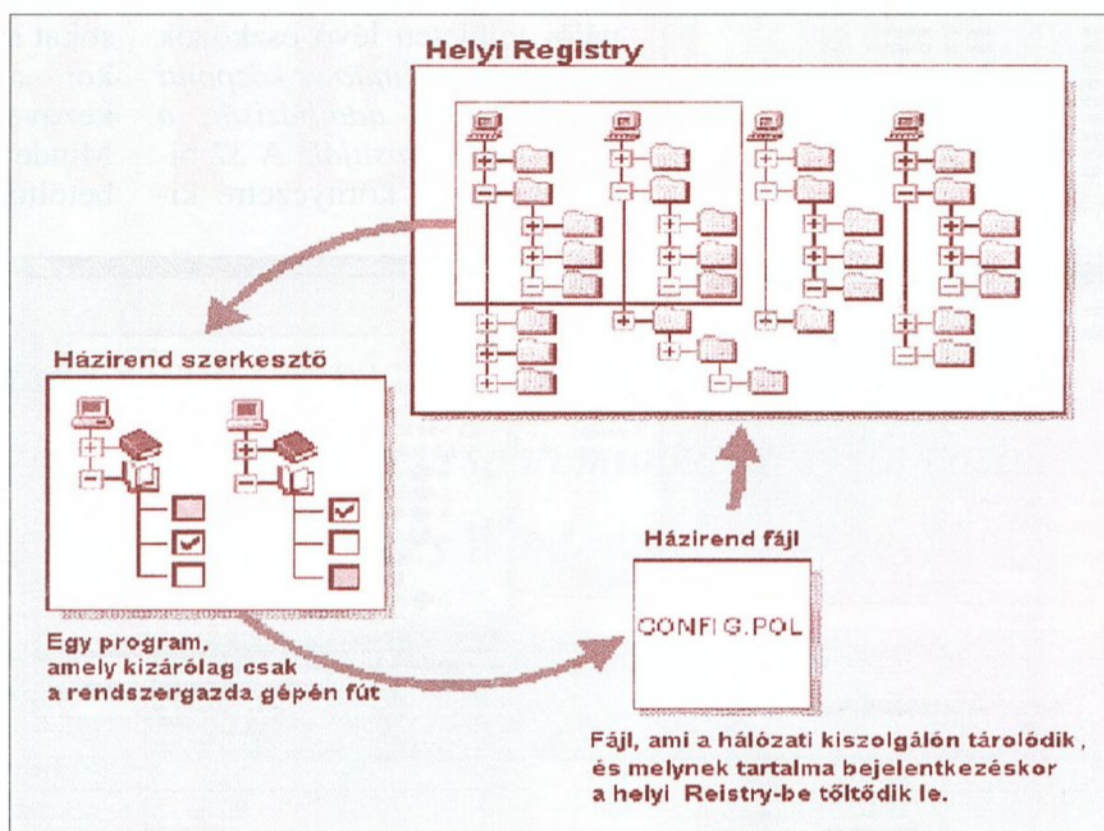 Helyi Registry
Házirend szerkesztő
Egy program,
amely kizárólag csak
a rendszergazda gépén fút
Házirend fájl
CONFIG.POL
Fájl, ami a hálózati kiszolgálón tárolódik,
és melynek tartalma bejelentkezéskor
a helyi Reistry-be tőltődik le.